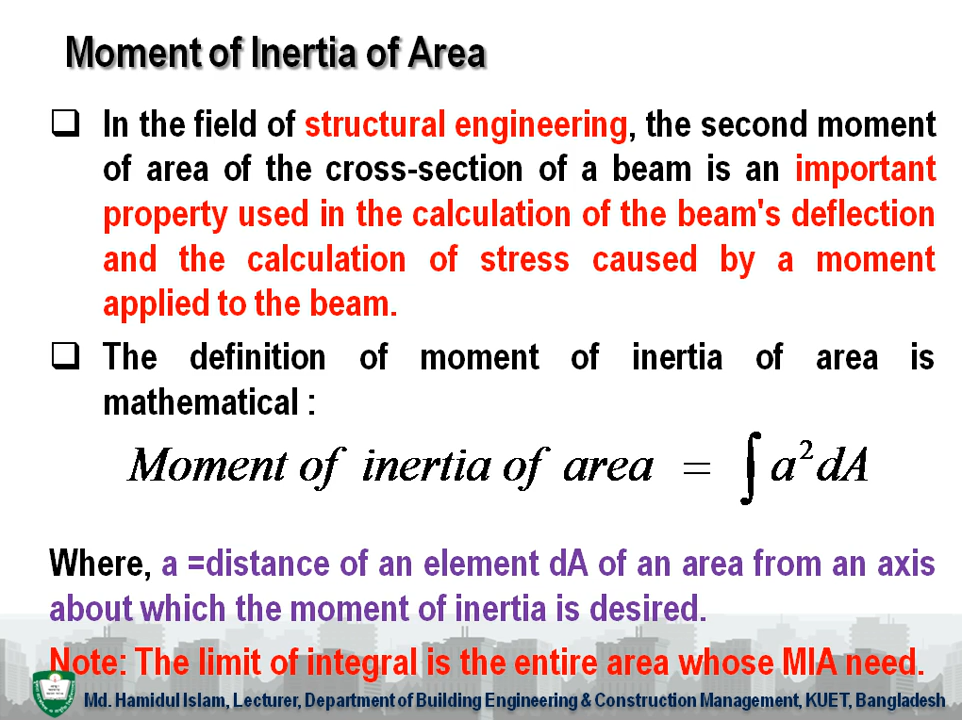 Moment of Inertia of Area
❑ In the field of structural engineering, the second moment
of area of the cross-section of a beam is an important
property used in the calculation of the beam's deflection
and the calculation of stress caused by a moment
applied to the beam.
❑ The definition of moment of inertia of area is
mathematical :
Moment of inertia of area = ∫ a² dA
Where, a =distance of an element dA of an area from an axis
about which the moment of inertia is desired.
Note: The limit of integral is the entire area whose MIA need.
Md. Hamidul Islam, Lecturer, Department of Building Engineering & Construction Management, KUET, Bangladesh